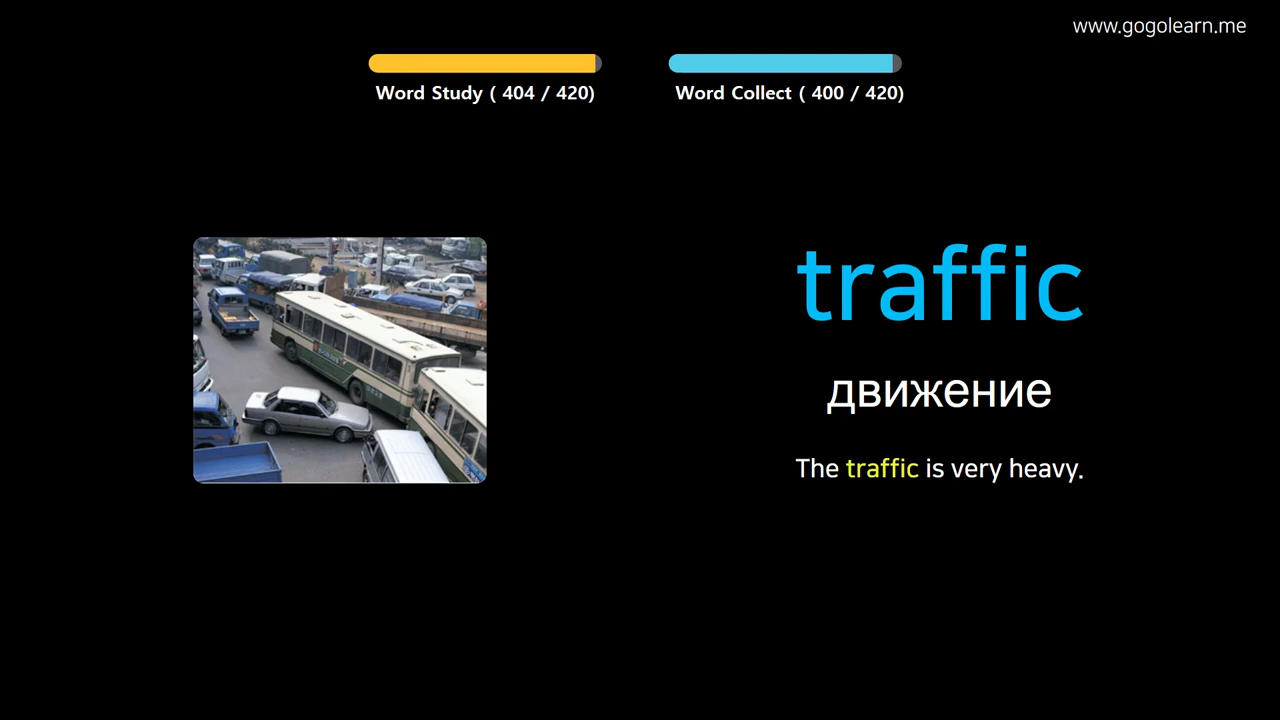 www.gogolearn.me
Word Study ( 404 / 420)
Word Collect ( 400 / 420)
traffic
движение
The traffic is very heavy.